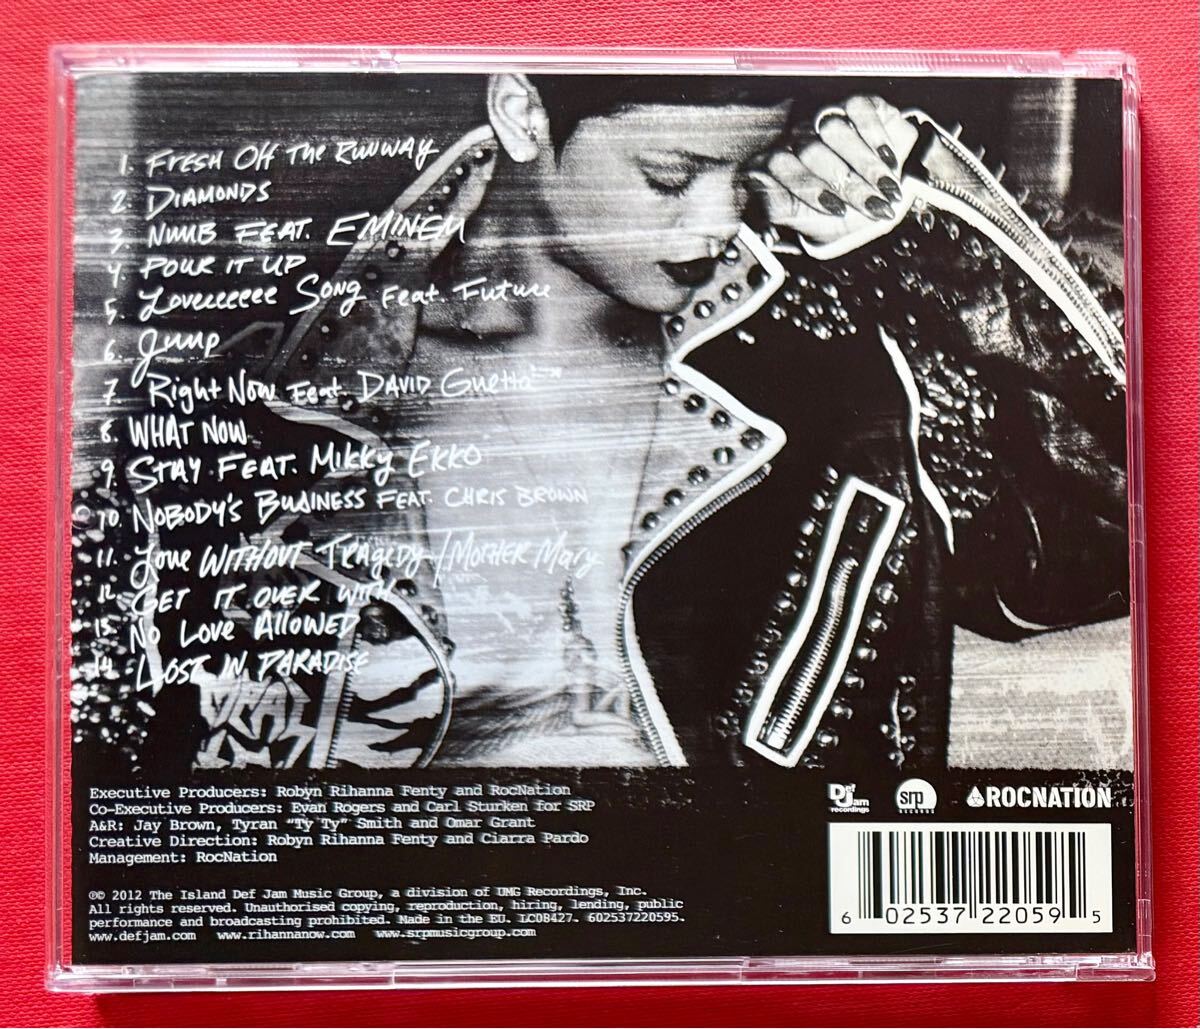 1. FRESH OFF THE RUNWAY
2. DIAMONDS
3. NUMB FEAT. EMINEM
4. POUR IT UP
5. Loveeeeeee Song Feat. Future
6. Jump
7. Right Now Feat. DAVID Guetta
8. WHAT NOW
9. STAY FEAT. MIKKY EKKO
10. NOBODY'S BUSINESS FEAT. CHRIS BROWN
11. Love WITHOUT TRAGEDY/MOTHER MARY
12. GET IT OVER WITH
13. NO LOVE ALLOWED
14. LOST IN PARADISE
Executive Producers: Robyn Rihanna Fenty and RocNation
Co-Executive Producers: Evan Rogers and Carl Sturken for SRP
A&R: Jay Brown, Tyran “Ty Ty” Smith and Omar Grant
Creative Direction: Robyn Rihanna Fenty and Ciarra Pardo
Management: RocNation
℗© 2012 The Island Def Jam Music Group, a division of UMG Recordings, Inc.
All rights reserved. Unauthorised copying, reproduction, hiring, lending, public
performance and broadcasting prohibited. Made in the EU. LC08427. 602537220595.
www.defjam.com www.rihannanow.com www.srpmusicgroup.com
Def Jam
recordings
srp
RECORDS
ROCNATION
6 02537 22059 5